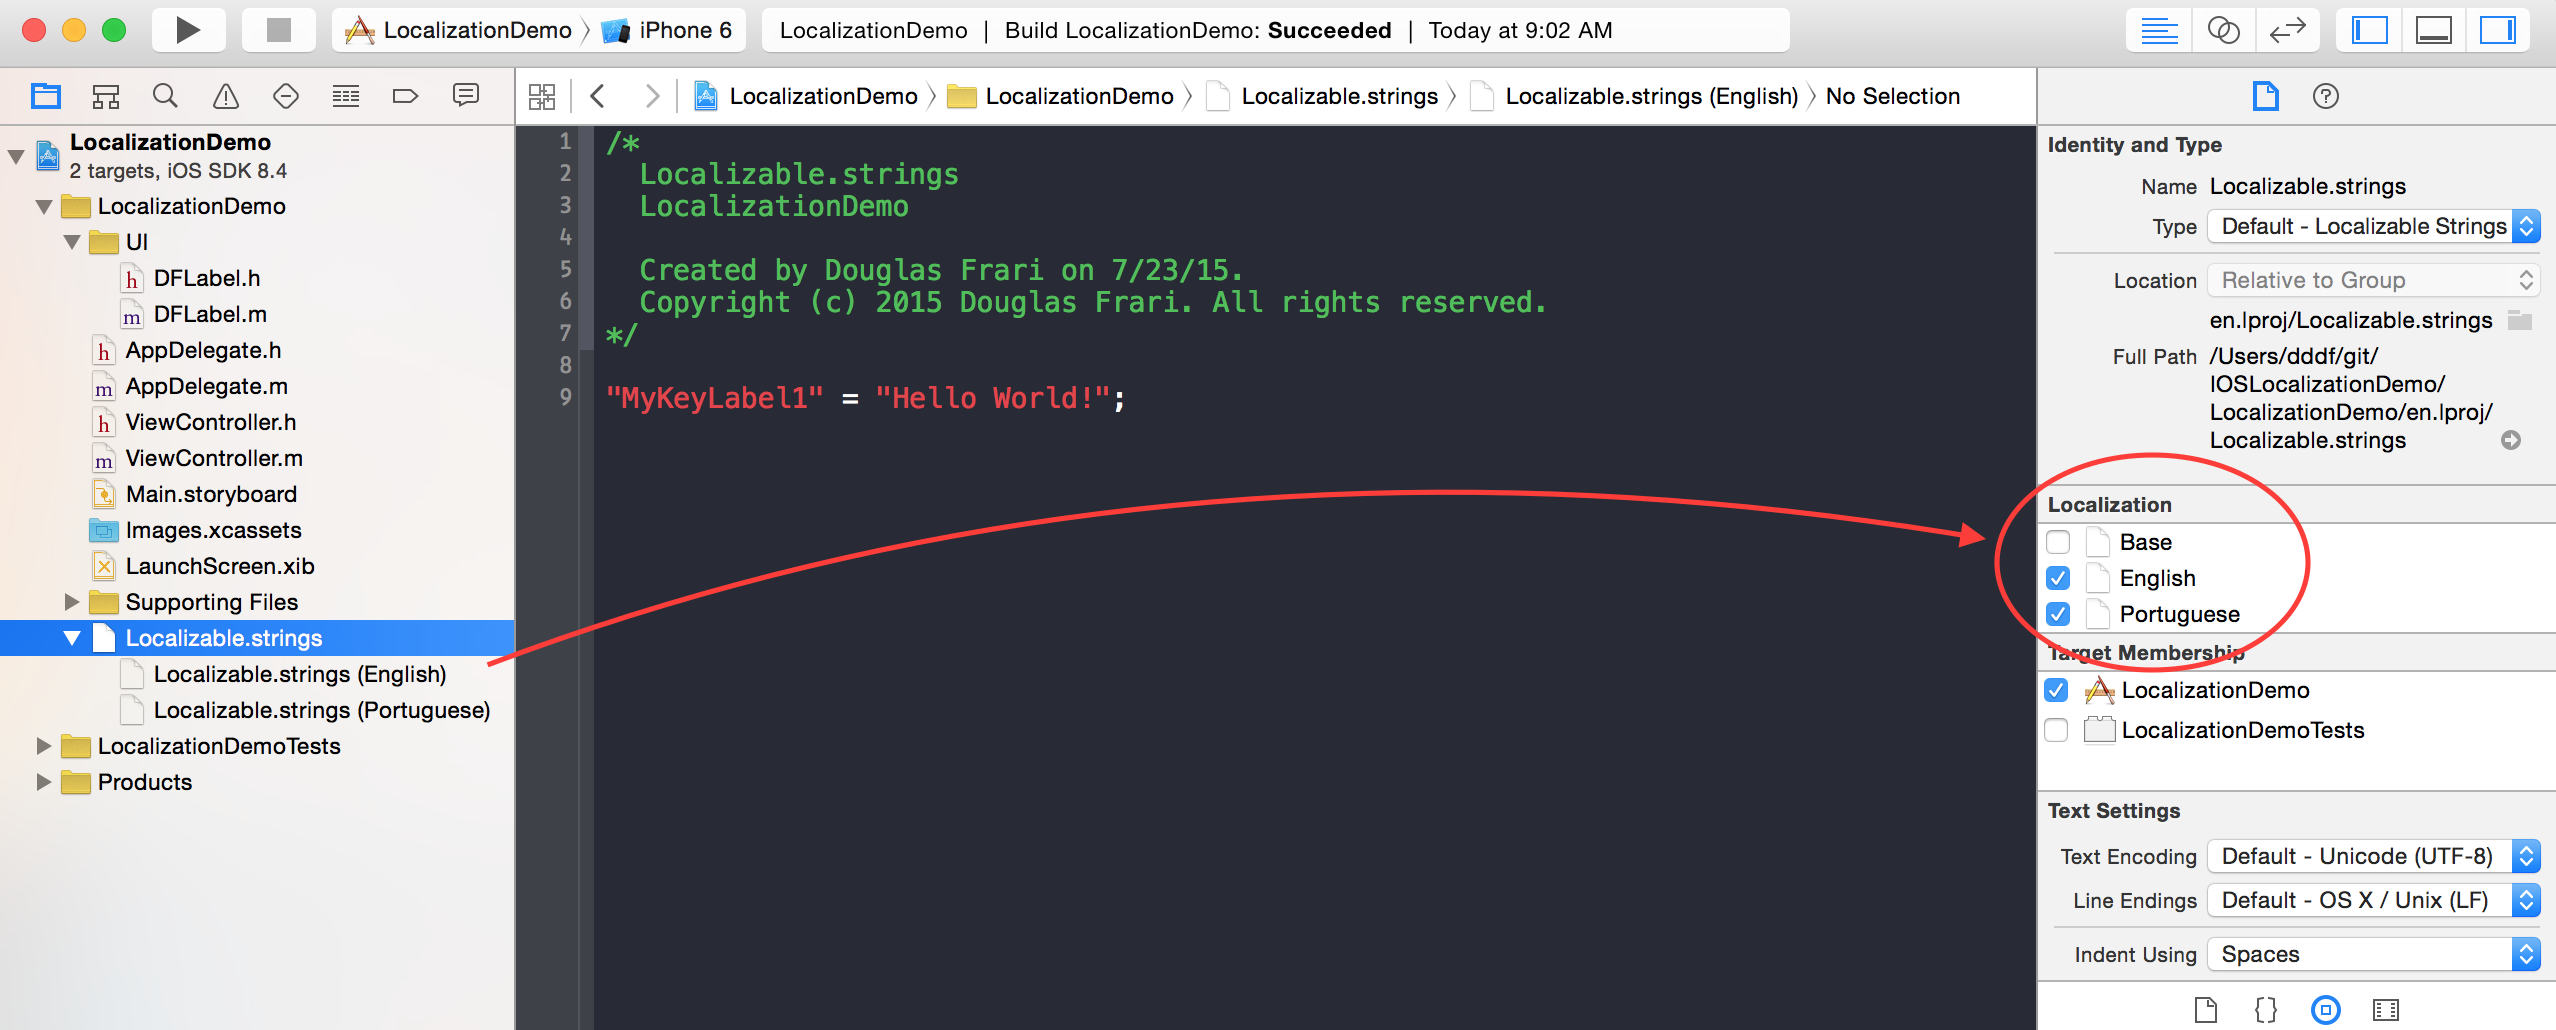 LocalizationDemo
iPhone 6
LocalizationDemo | Build LocalizationDemo: Succeeded | Today at 9:02 AM
LocalizationDemo
2 targets, iOS SDK 8.4
LocalizationDemo
UI
h DFLabel.h
m DFLabel.m
h AppDelegate.h
m AppDelegate.m
h ViewController.h
m ViewController.m
Main.storyboard
Images.xcassets
LaunchScreen.xib
Supporting Files
Localizable.strings
Localizable.strings (English)
Localizable.strings (Portuguese)
LocalizationDemoTests
Products
LocalizationDemo
LocalizationDemo
Localizable.strings
Localizable.strings (English)
No Selection
1 /*
2 Localizable.strings
3 LocalizationDemo
4
5 Created by Douglas Frari on 7/23/15.
6 Copyright (c) 2015 Douglas Frari. All rights reserved.
7 */
8
9 "MyKeyLabel1" = "Hello World!";
Identity and Type
Name Localizable.strings
Type Default - Localizable Strings
Location Relative to Group
en.lproj/Localizable.strings
Full Path /Users/dddf/git/
IOSLocalizationDemo/
LocalizationDemo/en.lproj/
Localizable.strings
Localization
Base
English
Portuguese
Target Membership
LocalizationDemo
LocalizationDemoTests
Text Settings
Text Encoding Default - Unicode (UTF-8)
Line Endings Default - OS X / Unix (LF)
Indent Using Spaces